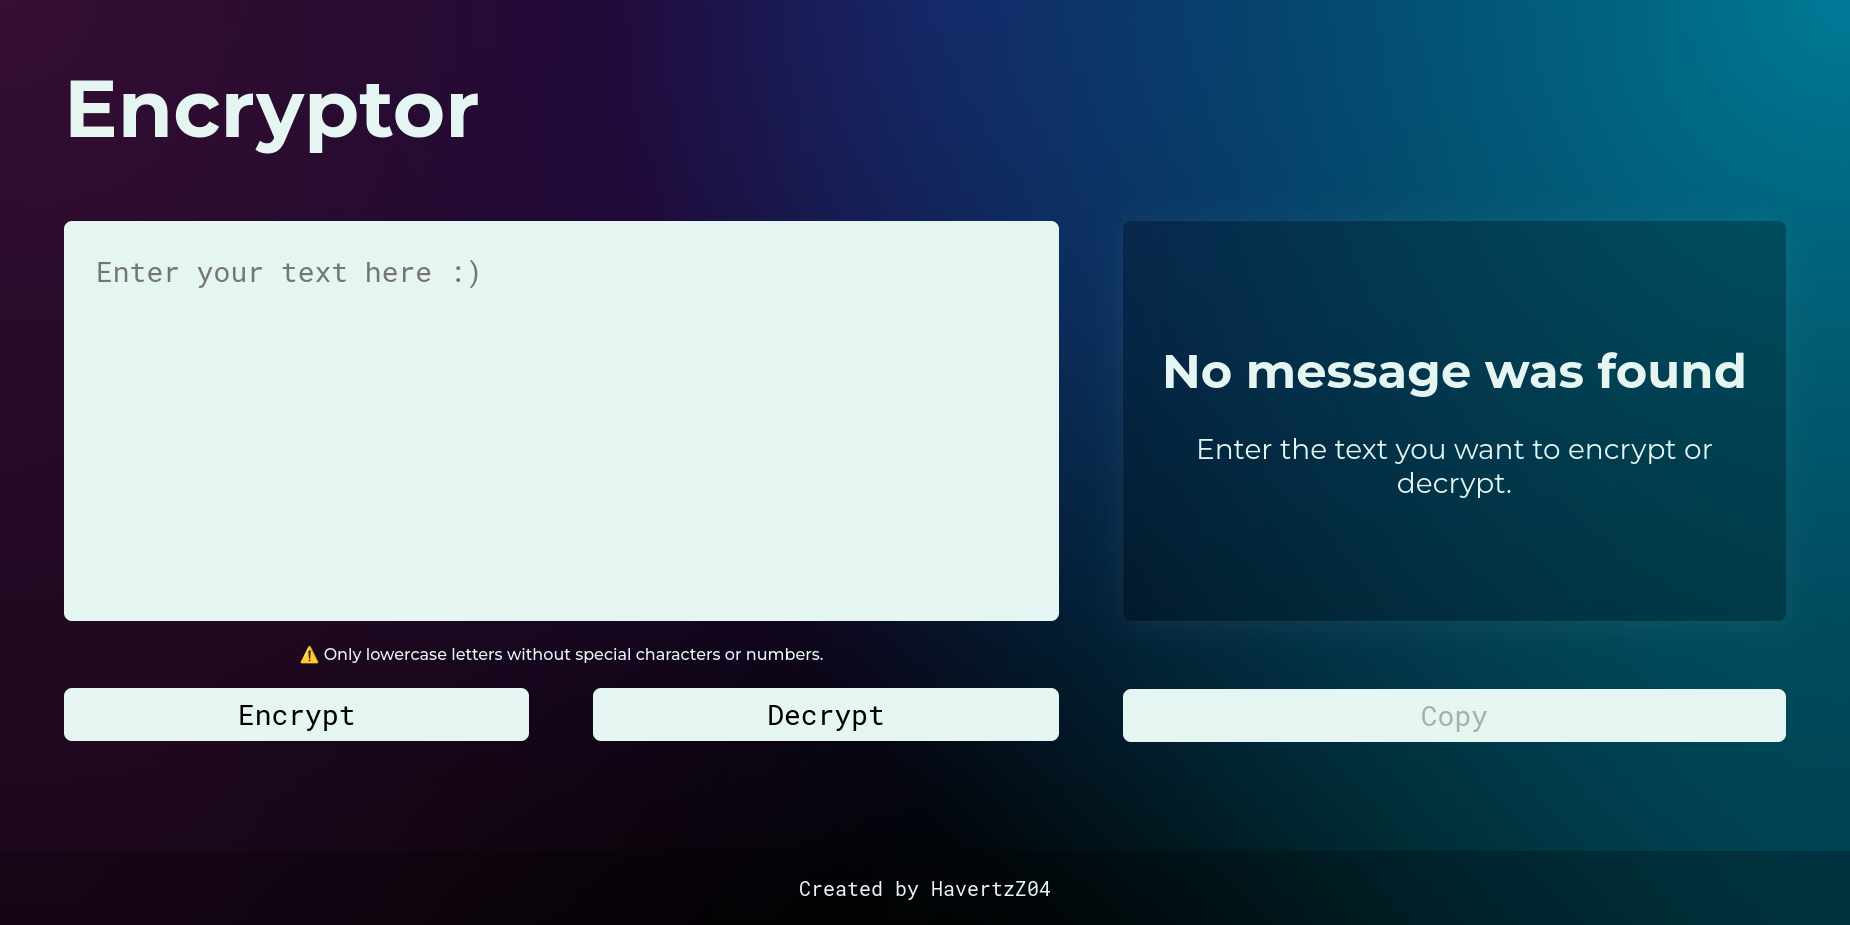 Encryptor
Enter your text here :)
No message was found
Enter the text you want to encrypt or
decrypt.
⚠️ Only lowercase letters without special characters or numbers.
Encrypt
Decrypt
Copy
Created by HavertzZ04